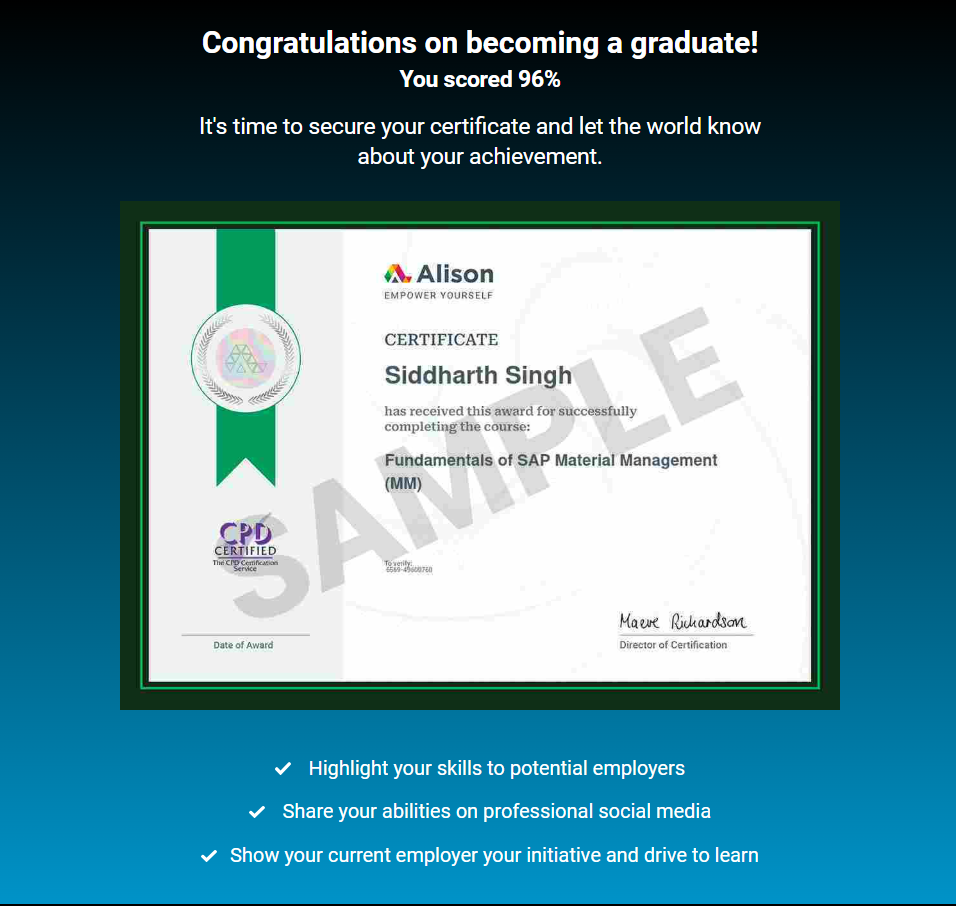 Congratulations on becoming a graduate!
You scored 96%
It's time to secure your certificate and let the world know
about your achievement.
Alison
EMPOWER YOURSELF
CERTIFICATE
Siddharth Singh
has received this award for successfully
completing the course:
Fundamentals of SAP Material Management
(MM)
SAMPLE
CPD
CERTIFIED
The CPD Certification
Service
To verify:
Date of Award
Maeve Richardson
Director of Certification
Highlight your skills to potential employers
Share your abilities on professional social media
Show your current employer your initiative and drive to learn